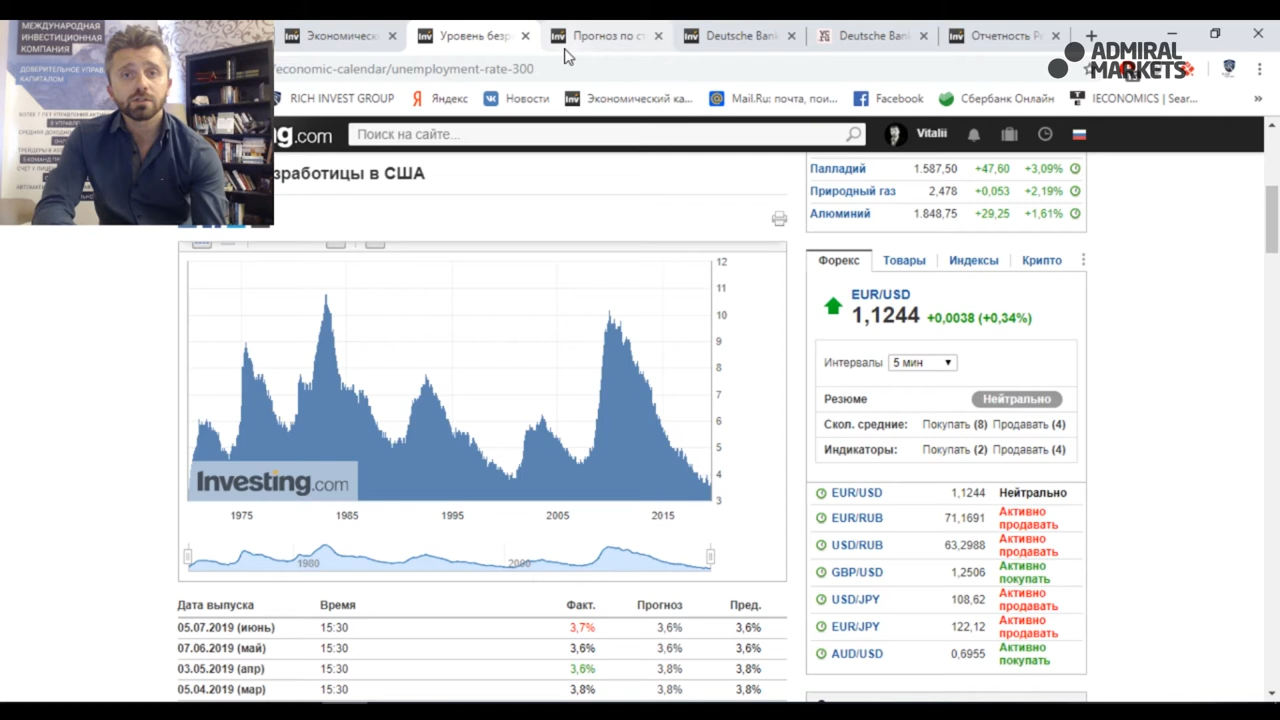 МЕЖДУНАРОДНАЯ
ИНВЕСТИЦИОННАЯ
КОМПАНИЯ
ДОВЕРИТЕЛЬНОЕ УПРАВ
КАПИТАЛОМ
Экономическ
Уровень безр
Прогноз по с
Deutsche Ban
Deutsche Ban
Отчетность Р
ADMIRAL
MARKETS
/economic-calendar/unemployment-rate-300
RICH INVEST GROUP
Яндекс
Новости
Экономический ка...
Mail.Ru: почта, пои...
Facebook
Сбербанк Онлайн
IECONOMICS | Sear...
»
ng.com
Поиск на сайте...
Vitalii
зработицы в США
Палладий 1.587,50 +47,60 +3,09%
Природный газ 2,478 +0,053 +2,19%
Алюминий 1.848,75 +29,25 +1,61%
Форекс Товары Индексы Крипто
EUR/USD
1,1244 +0,0038 (+0,34%)
Интервалы 5 мин
Резюме Нейтрально
Скол. средние: Покупать (8) Продавать (4)
Индикаторы: Покупать (2) Продавать (4)
EUR/USD 1,1244 Нейтрально
EUR/RUB 71,1691 Активно продавать
USD/RUB 63,2988 Активно продавать
GBP/USD 1,2506 Активно покупать
USD/JPY 108,62 Активно продавать
EUR/JPY 122,12 Активно продавать
AUD/USD 0,6955 Активно покупать
12
11
10
9
8
7
6
5
4
3
Investing.com
1975 1985 1995 2005 2015
1980 2000
Дата выпуска Время Факт. Прогноз Пред.
05.07.2019 (июнь) 15:30 3,7% 3,6% 3,6%
07.06.2019 (май) 15:30 3,6% 3,6% 3,6%
03.05.2019 (апр) 15:30 3,6% 3,8% 3,8%
05.04.2019 (мар) 15:30 3,8% 3,8% 3,8%